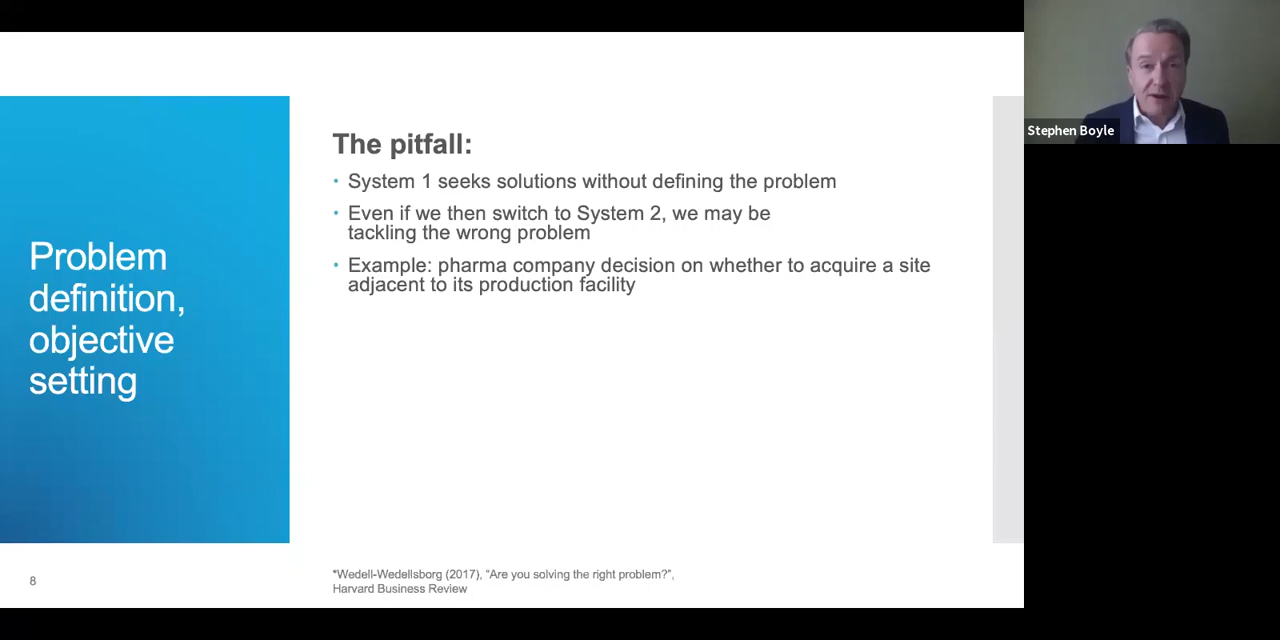 Problem
definition,
objective
setting
The pitfall:
• System 1 seeks solutions without defining the problem
• Even if we then switch to System 2, we may be
tackling the wrong problem
• Example: pharma company decision on whether to acquire a site
adjacent to its production facility
8
*Wedell-Wedellsborg (2017), “Are you solving the right problem?”,
Harvard Business Review
Stephen Boyle